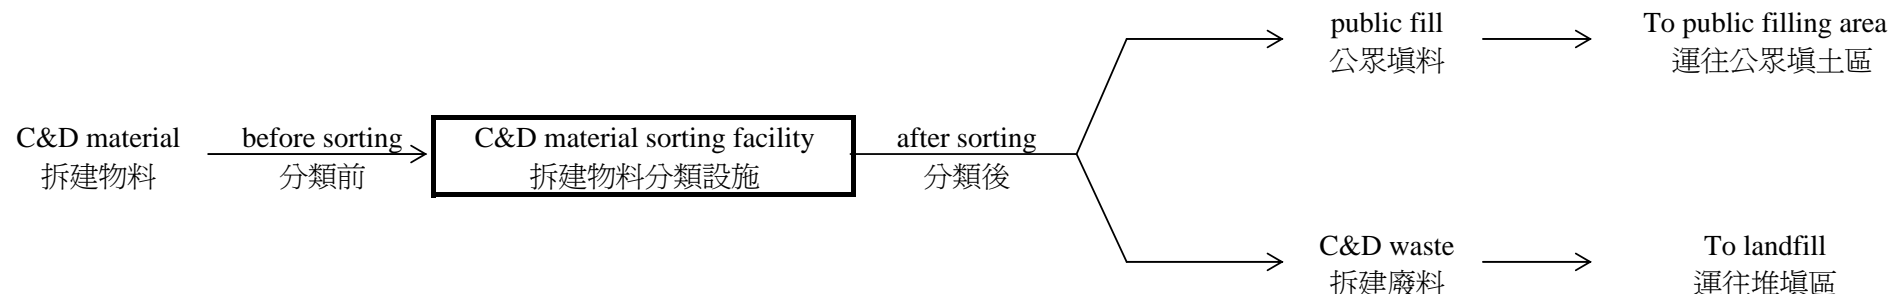 public fill
公眾填料
To public filling area
運往公眾填土區
C&D material
拆建物料
before sorting
分類前
C&D material sorting facility
拆建物料分類設施
after sorting
分類後
C&D waste
拆建廢料
To landfill
運往堆填區